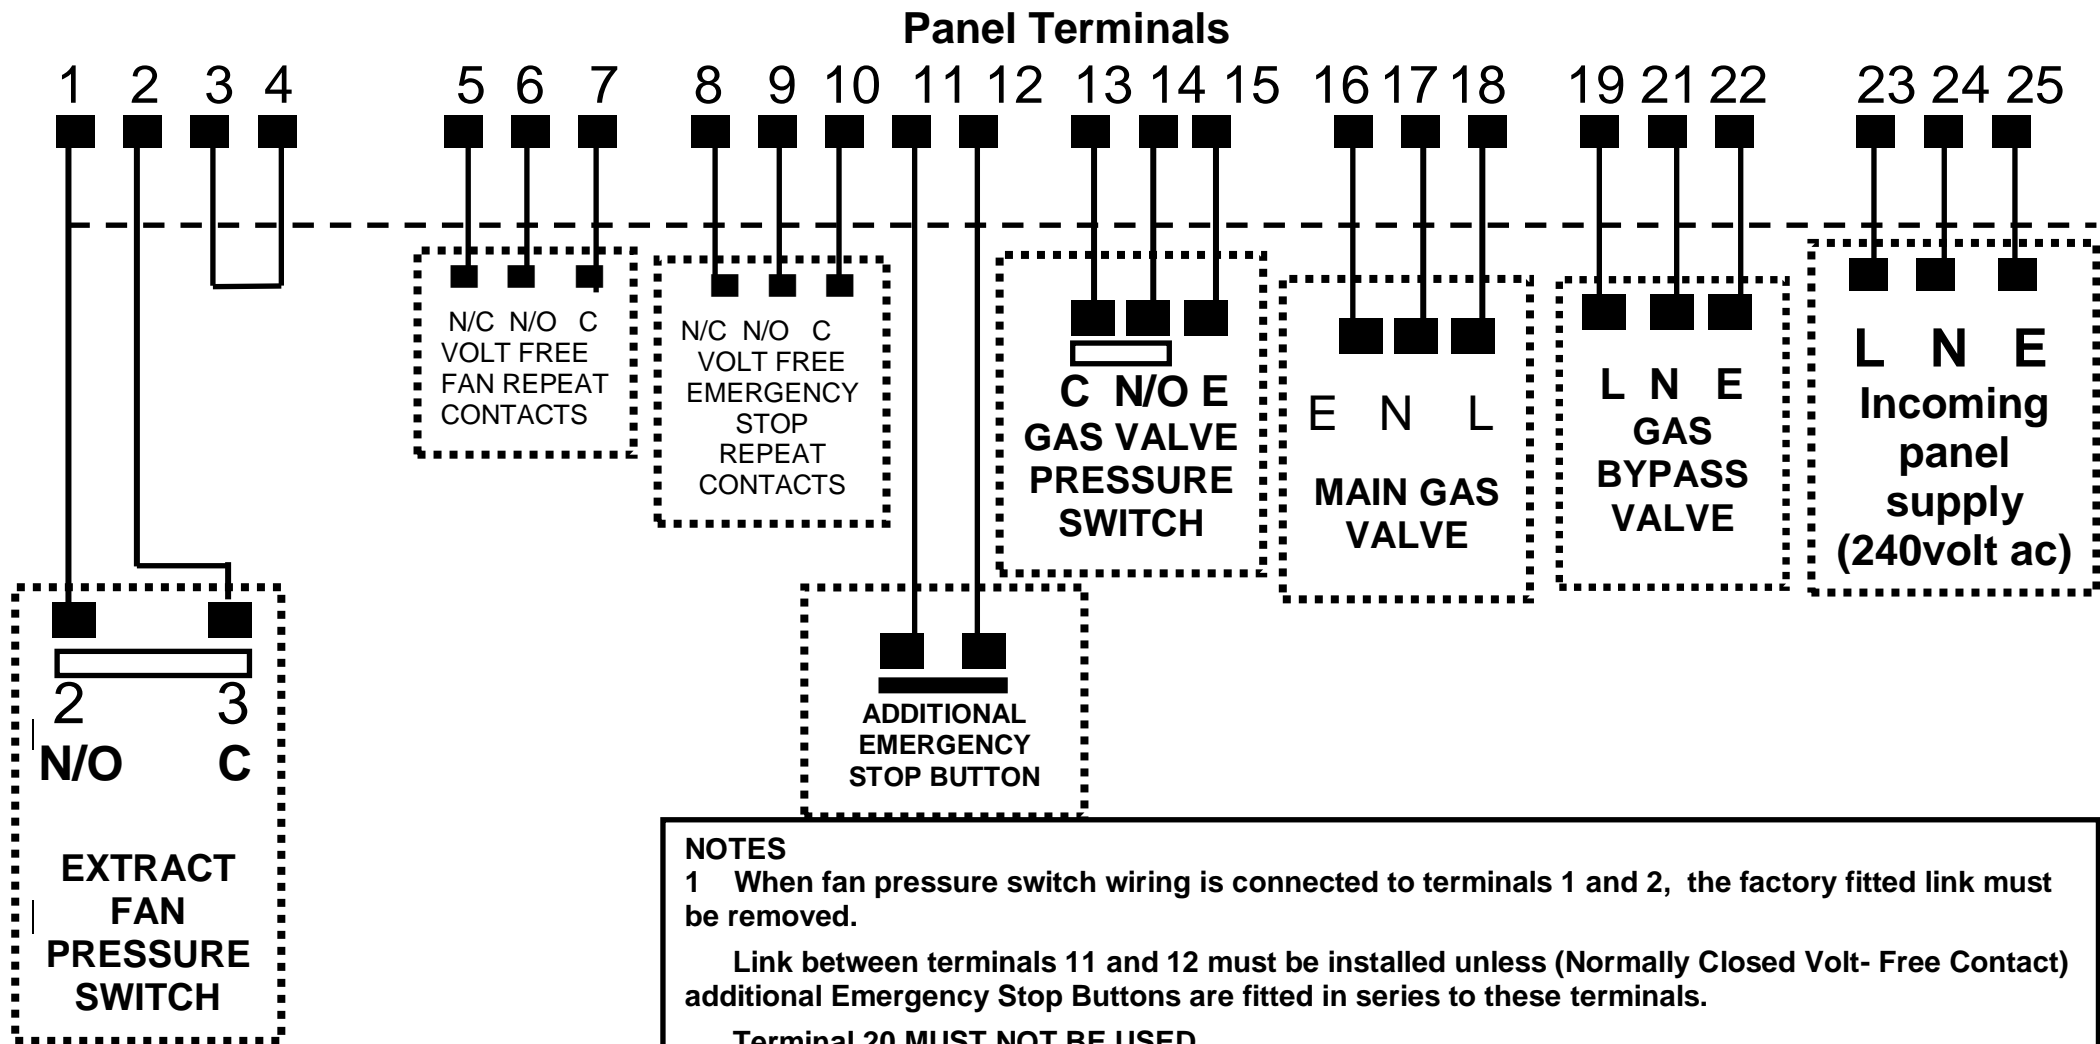 Panel Terminals
1 2 3 4 5 6 7 8 9 10 11 12 13 14 15 16 17 18 19 21 22 23 24 25
N/C N/O C
VOLT FREE
FAN REPEAT
CONTACTS
N/C N/O C
VOLT FREE
EMERGENCY
STOP
REPEAT
CONTACTS
C N/O E
GAS VALVE
PRESSURE
SWITCH
E N L
MAIN GAS
VALVE
L N E
GAS
BYPASS
VALVE
L N E
Incoming
panel
supply
(240volt ac)
2 3
N/O C
EXTRACT
FAN
PRESSURE
SWITCH
ADDITIONAL
EMERGENCY
STOP BUTTON
NOTES
1 When fan pressure switch wiring is connected to terminals 1 and 2, the factory fitted link must
be removed.
Link between terminals 11 and 12 must be installed unless (Normally Closed Volt- Free Contact)
additional Emergency Stop Buttons are fitted in series to these terminals.
Terminal 20 MUST NOT BE USED